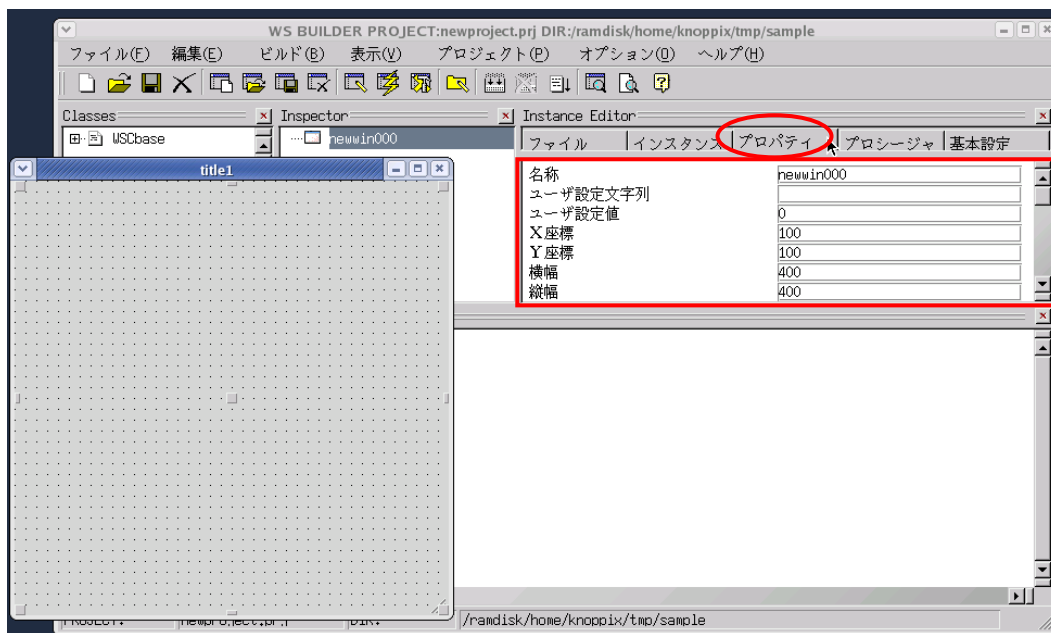 WS BUILDER PROJECT:newproject.prj DIR:/ramdisk/home/knoppix/tmp/sample
ファイル(F) 編集(E) ビルド(B) 表示(V) プロジェクト(P) オプション(O) ヘルプ(H)
Classes
Inspector
Instance Editor
WSCbase
newwin000
ファイル インスタンス プロパティ プロシージャ 基本設定
title1
名称 newwin000
ユーザ設定文字列
ユーザ設定値 0
X座標 100
Y座標 100
横幅 400
縦幅 400
PROJECT: newproject.prj DIR: /ramdisk/home/knoppix/tmp/sample